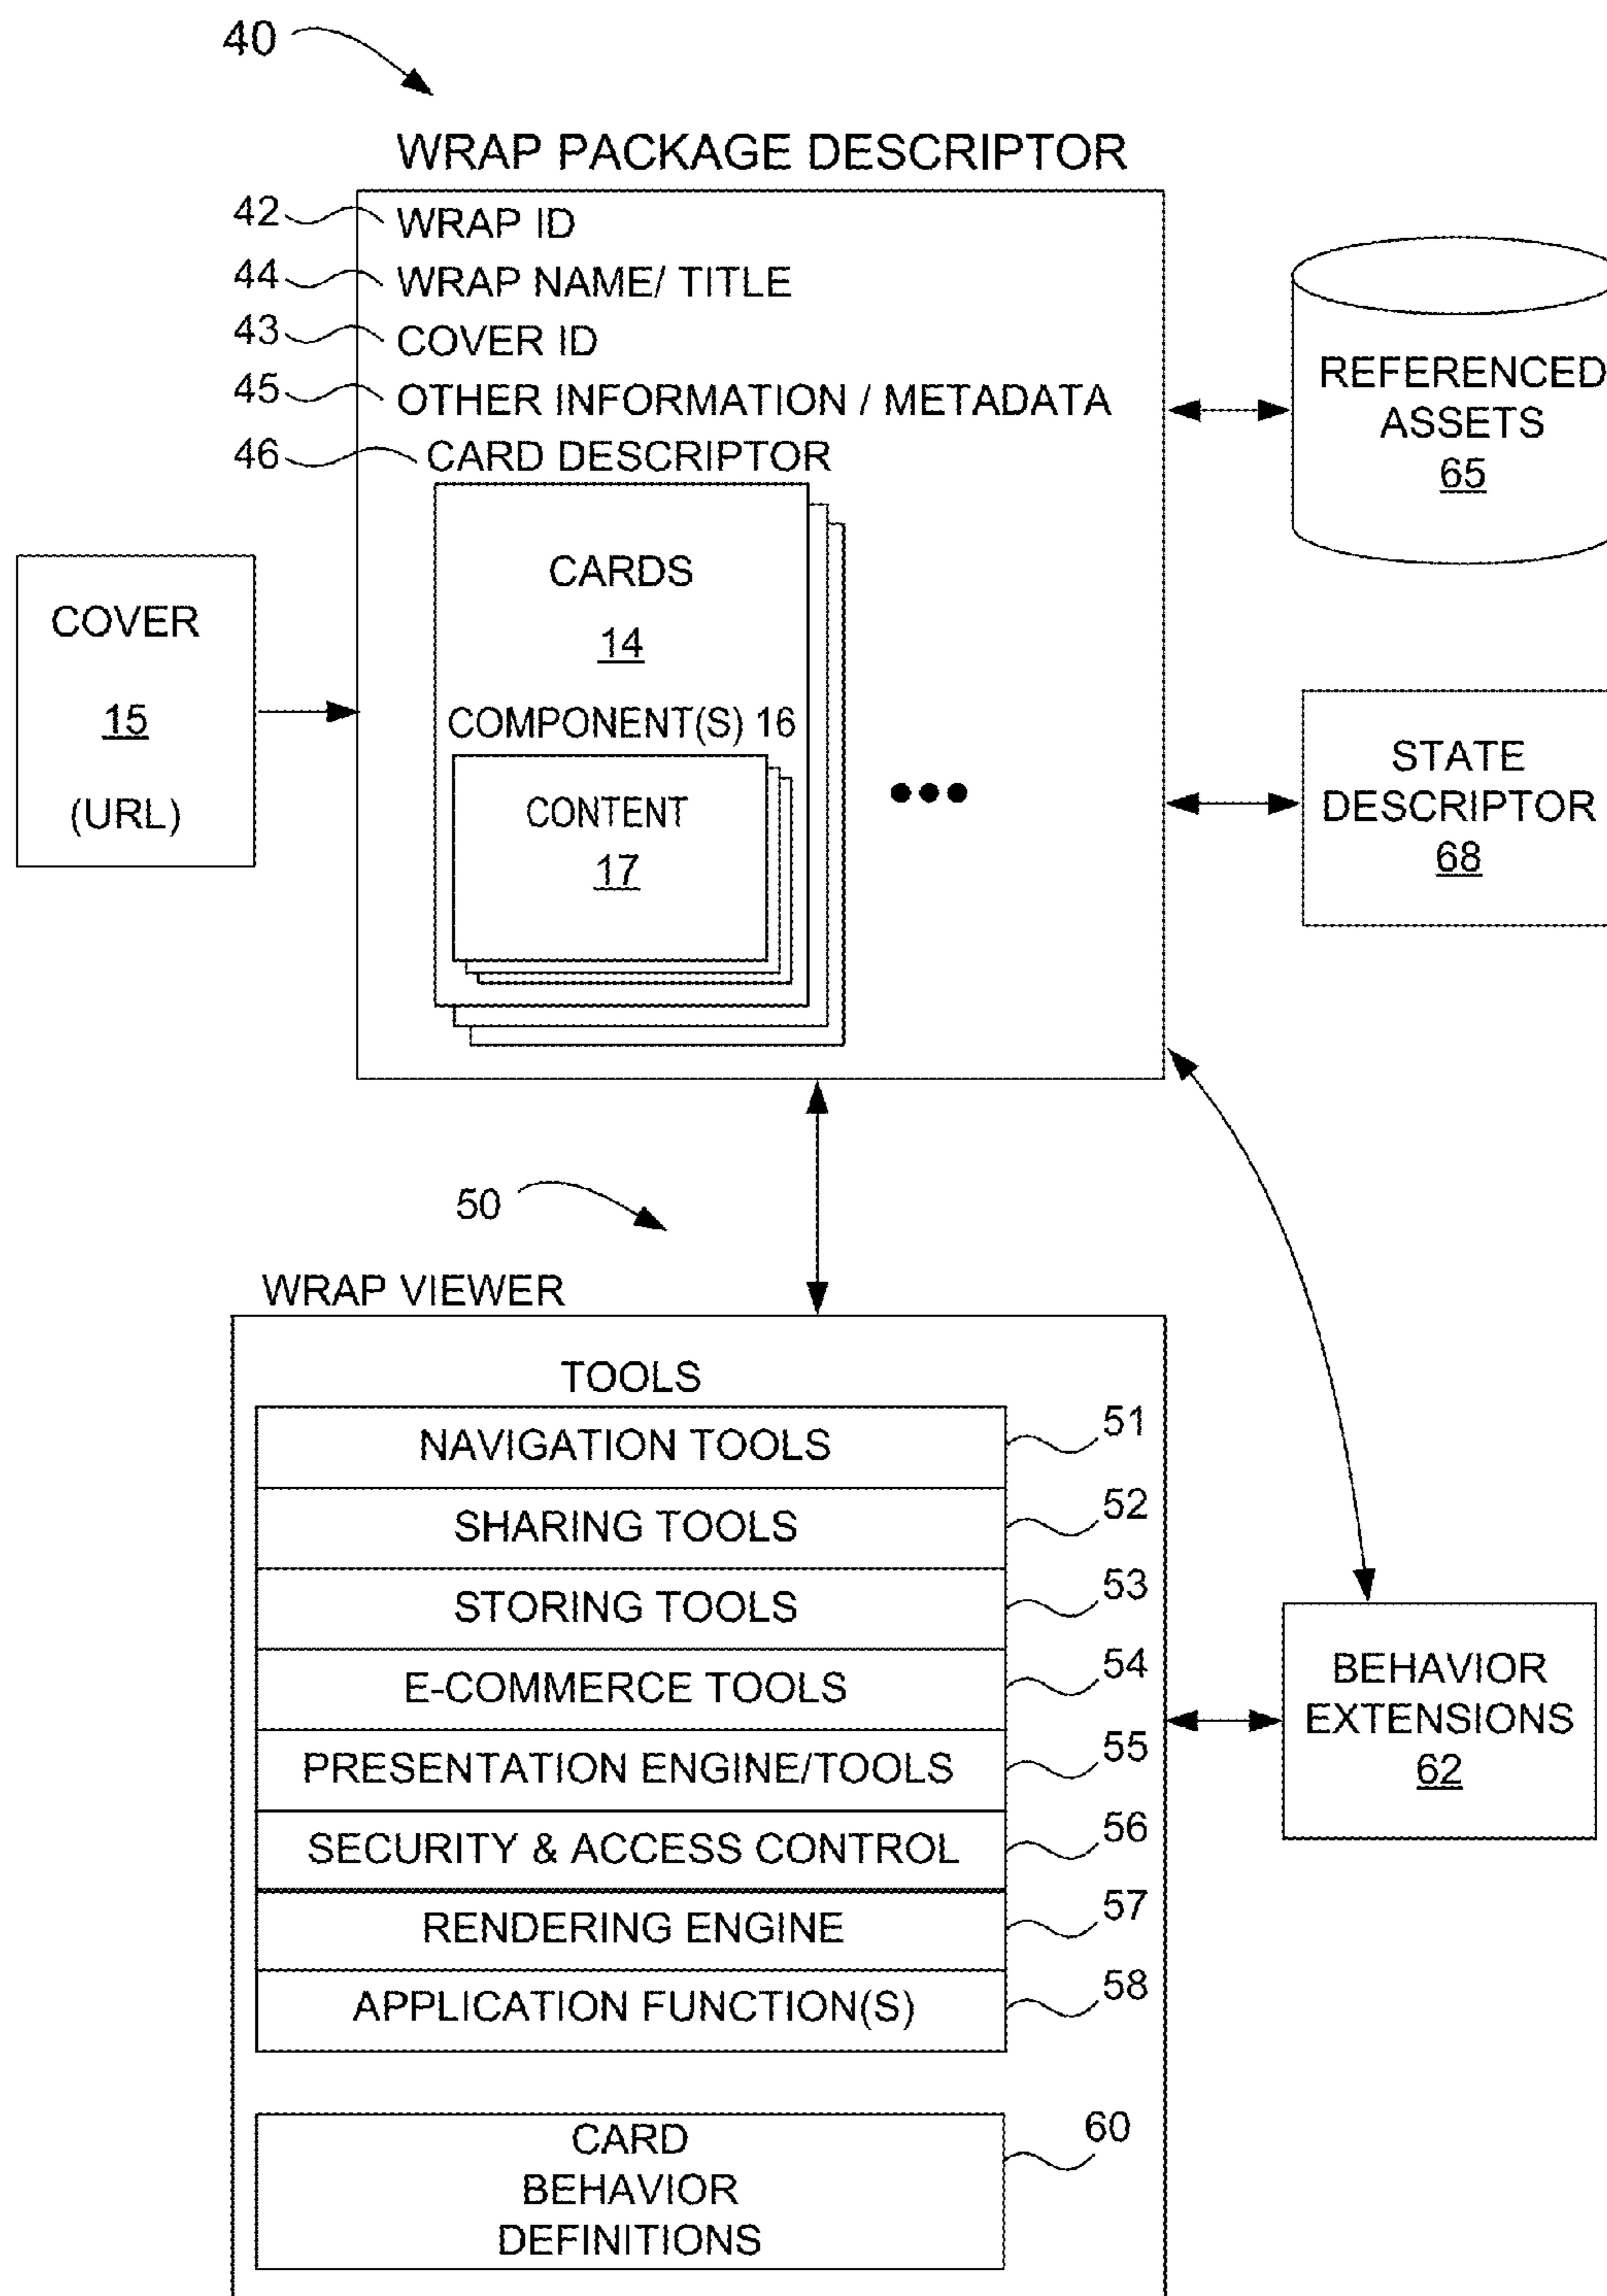 40
WRAP PACKAGE DESCRIPTOR
42 WRAP ID
44 WRAP NAME/ TITLE
43 COVER ID
45 OTHER INFORMATION / METADATA
46 CARD DESCRIPTOR
REFERENCED
ASSETS
65
COVER
15
(URL)
CARDS
14
COMPONENT(S) 16
CONTENT
17
STATE
DESCRIPTOR
68
50
WRAP VIEWER
TOOLS
NAVIGATION TOOLS 51
SHARING TOOLS 52
STORING TOOLS 53
E-COMMERCE TOOLS 54
PRESENTATION ENGINE/TOOLS 55
SECURITY & ACCESS CONTROL 56
RENDERING ENGINE 57
APPLICATION FUNCTION(S) 58
BEHAVIOR
EXTENSIONS
62
CARD
BEHAVIOR
DEFINITIONS
60